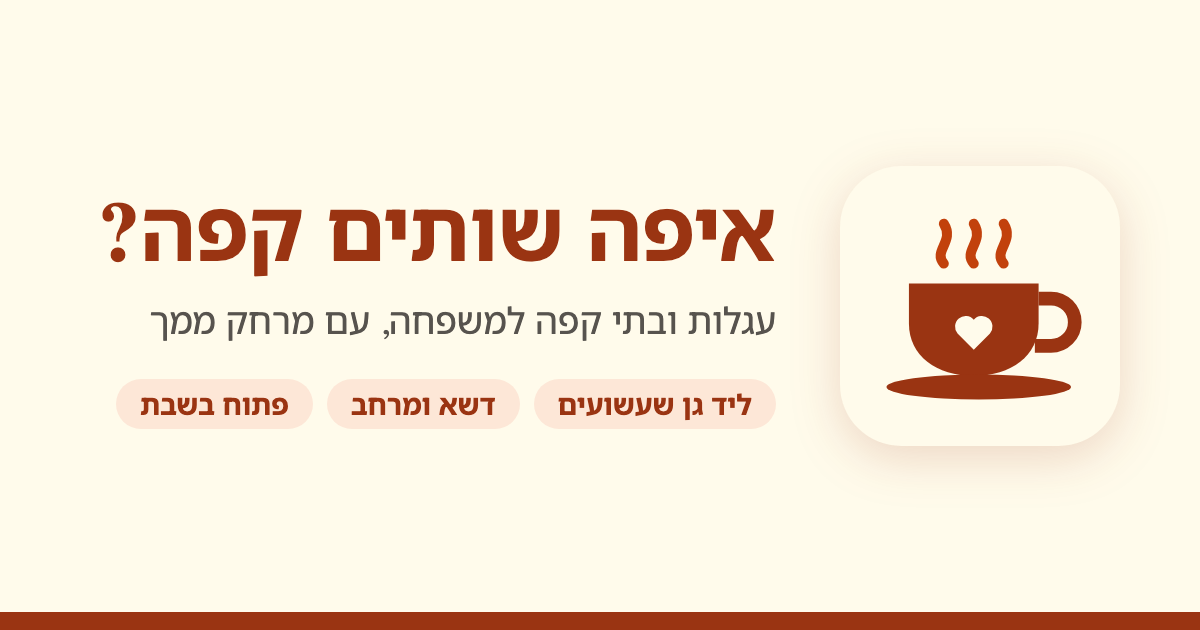 איפה שותים קפה?
עגלות ובתי קפה למשפחה, עם מרחק ממך
ליד גן שעשועים דשא ומרחב פתוח בשבת